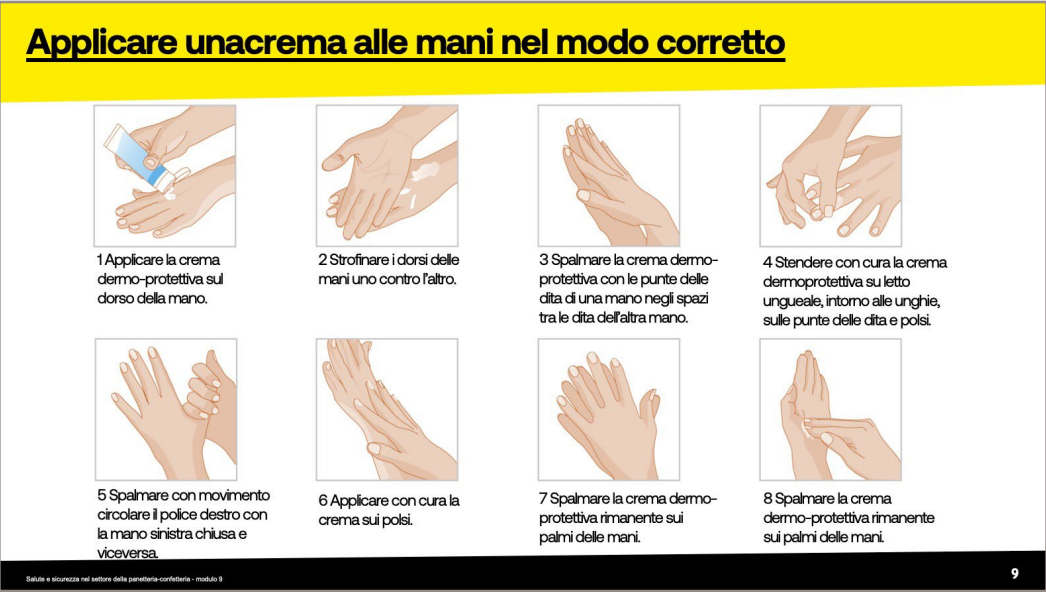 Applicare unacrema alle mani nel modo corretto
1 Applicare la crema
dermo-protettiva sul
dorso della mano.
2 Strofinare i dorsi delle
mani uno contro l'altro.
3 Spalmare la crema dermo-
protettiva con le punte delle
dita di una mano negli spazi
tra le dita dell'altra mano.
4 Stendere con cura la crema
dermoprotettiva su letto
ungueale, intorno alle unghie,
sulle punte delle dita e polsi.
5 Spalmare con movimento
circolare il police destro con
la mano sinistra chiusa e
viceversa.
6 Applicare con cura la
crema sui polsi.
7 Spalmare la crema dermo-
protettiva rimanente sui
palmi delle mani.
8 Spalmare la crema
dermo-protettiva rimanente
sui palmi delle mani.
Salute e sicurezza nel settore della panetteria-confetteria - modulo 9
9